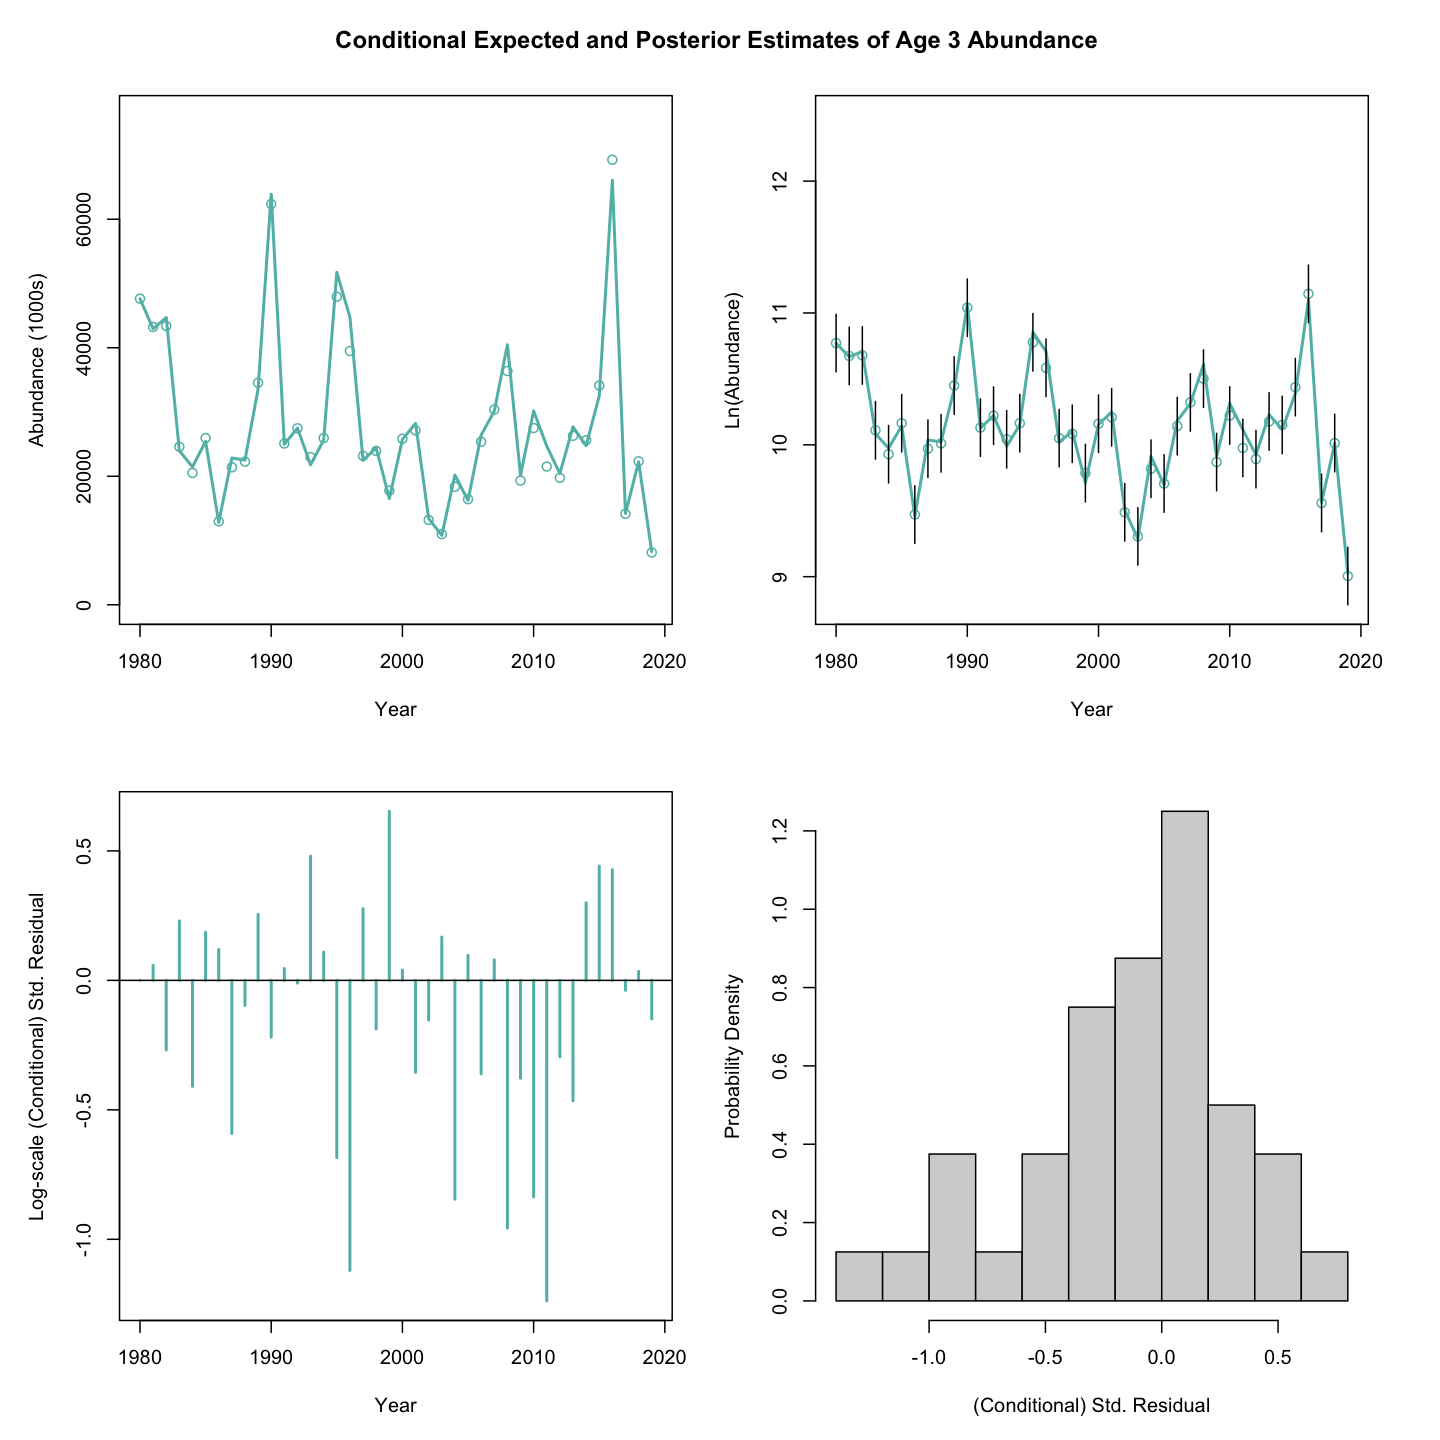 Conditional Expected and Posterior Estimates of Age 3 Abundance
Abundance (1000s)
60000
40000
20000
0
1980 1990 2000 2010 2020
Year
Ln(Abundance)
12
11
10
9
1980 1990 2000 2010 2020
Year
Log-scale (Conditional) Std. Residual
0.5
0.0
-0.5
-1.0
1980 1990 2000 2010 2020
Year
Probability Density
1.2
1.0
0.8
0.6
0.4
0.2
0.0
-1.0 -0.5 0.0 0.5
(Conditional) Std. Residual